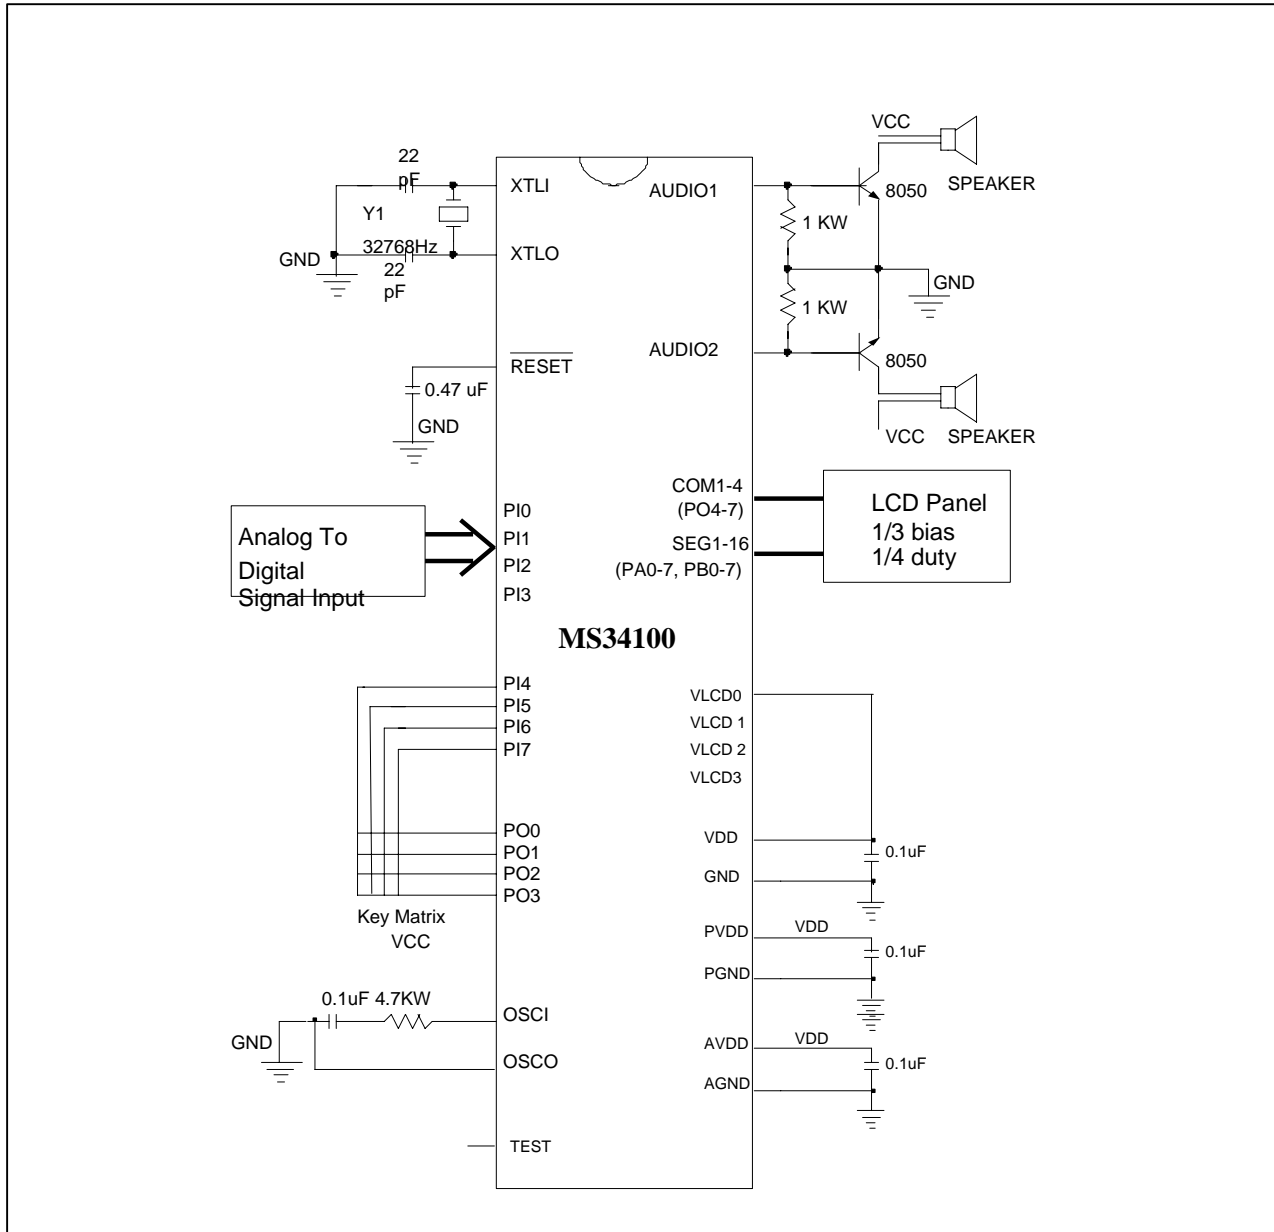 VCC
SPEAKER
8050
1 KW
GND
1 KW
8050
VCC
SPEAKER
22
pF
Y1
32768Hz
22
pF
GND
XTLI
XTLO
AUDIO1
AUDIO2
RESET
0.47 uF
GND
Analog To
Digital
Signal Input
PI0
PI1
PI2
PI3
COM1-4
(PO4-7)
SEG1-16
(PA0-7, PB0-7)
LCD Panel
1/3 bias
1/4 duty
MS34100
PI4
PI5
PI6
PI7
PO0
PO1
PO2
PO3
Key Matrix
VCC
VLCD0
VLCD 1
VLCD 2
VLCD3
VDD
GND
0.1uF
PVDD
VDD
PGND
0.1uF
0.1uF 4.7KW
OSCI
OSCO
GND
AVDD
VDD
AGND
0.1uF
TEST